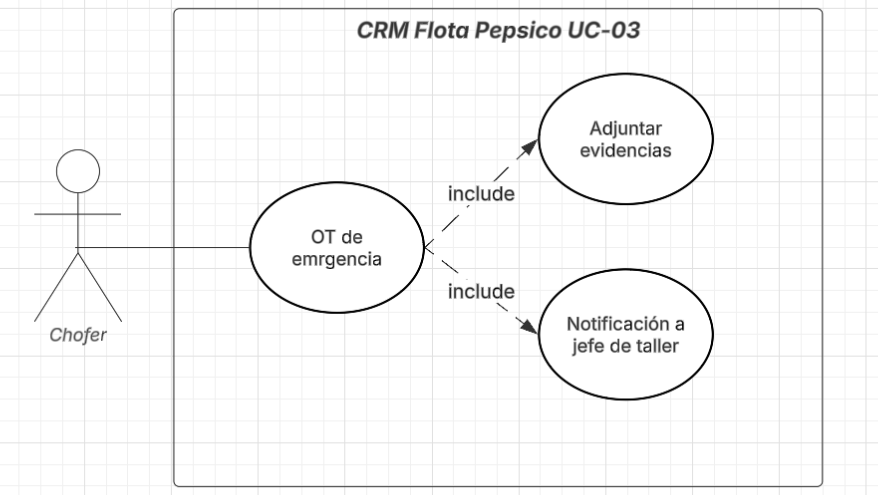 CRM Flota Pepsico UC-03
Adjuntar
evidencias
include
OT de
emrgencia
include
Notificación a
jefe de taller
Chofer